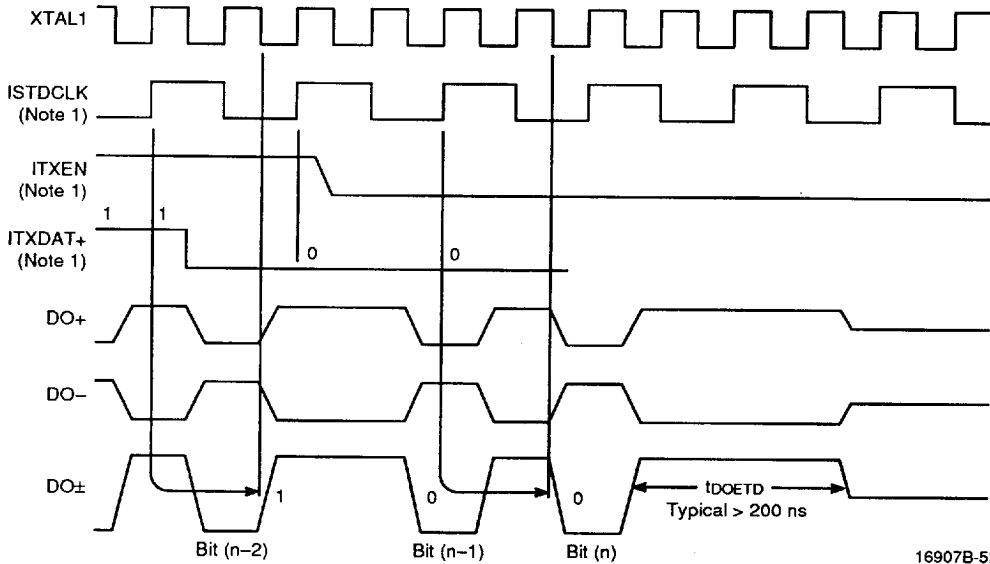 XTAL1
ISTDCLK
(Note 1)
ITXEN
(Note 1)
1 1
ITXDAT+
(Note 1)
0 0
DO+
DO−
DO±
1 0 0
tDOETD
Typical > 200 ns
Bit (n−2) Bit (n−1) Bit (n)
16907B-5